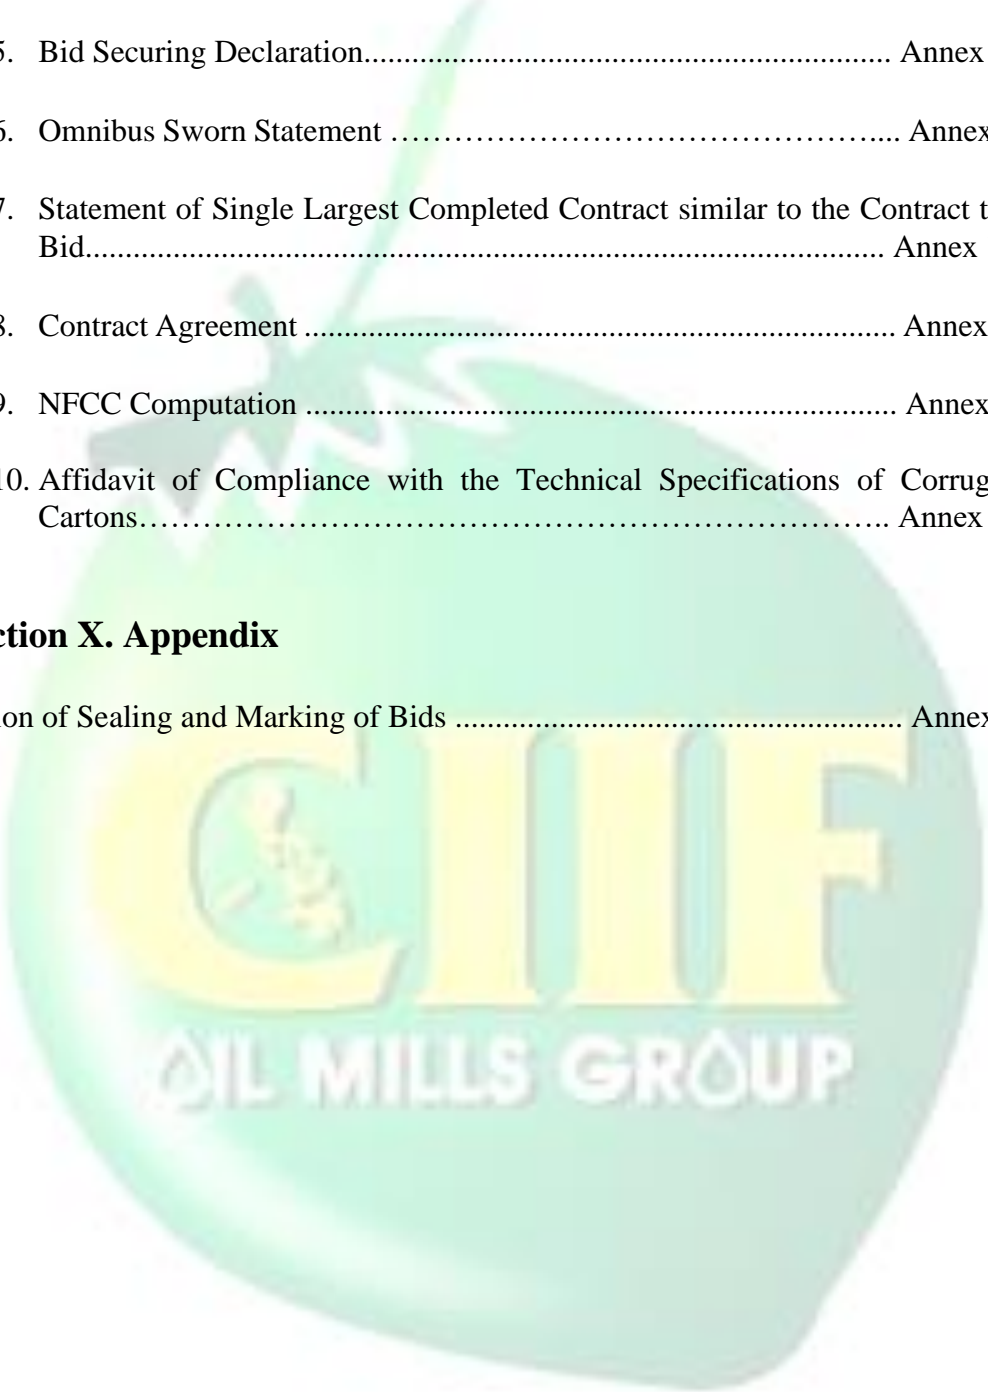 5. Bid Securing Declaration.................................................................. Annex
6. Omnibus Sworn Statement …………………………………………... Annex
7. Statement of Single Largest Completed Contract similar to the Contract t
Bid.................................................................................................... Annex
8. Contract Agreement .......................................................................... Annex
9. NFCC Computation .......................................................................... Annex
10. Affidavit of Compliance with the Technical Specifications of Corrug
Cartons……………………………………………………………….. Annex
ction X. Appendix
ion of Sealing and Marking of Bids ........................................................ Annex
CIIF
OIL MILLS GROUP